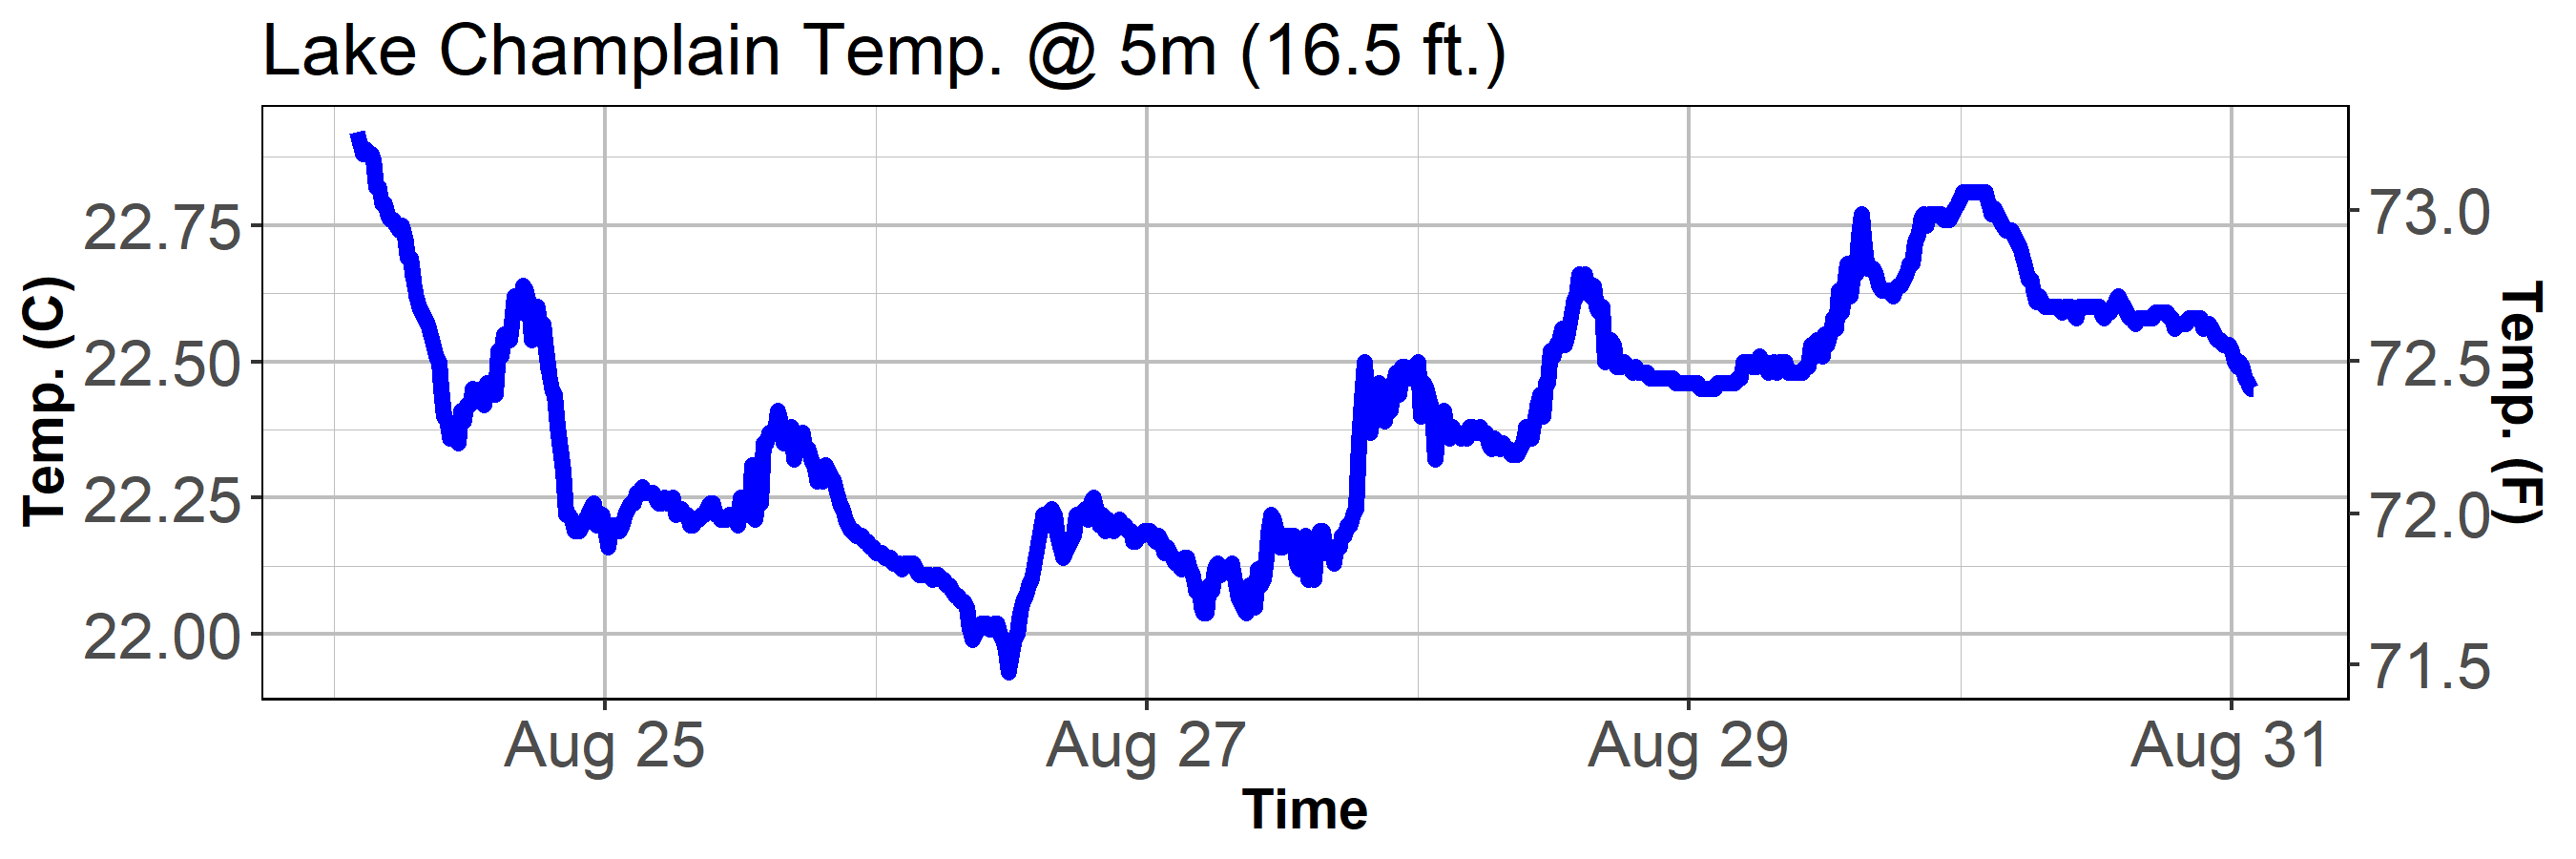 Lake Champlain Temp. @ 5m (16.5 ft.)
Temp. (C)
22.75
22.50
22.25
22.00
73.0
72.5
72.0
71.5
Temp. (F)
Aug 25
Aug 27
Aug 29
Aug 31
Time